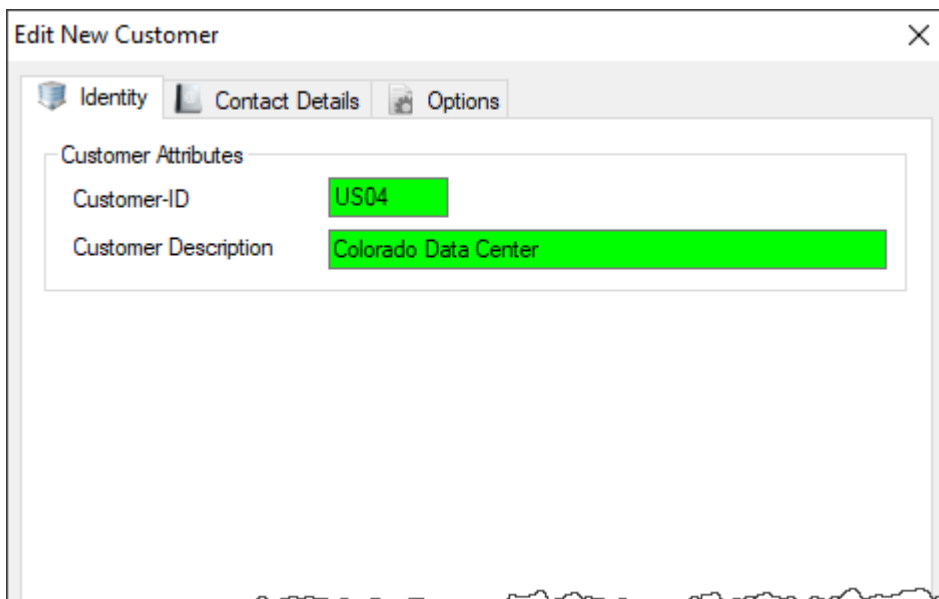 Edit New Customer
Identity Contact Details Options
Customer Attributes
Customer-ID US04
Customer Description Colorado Data Center